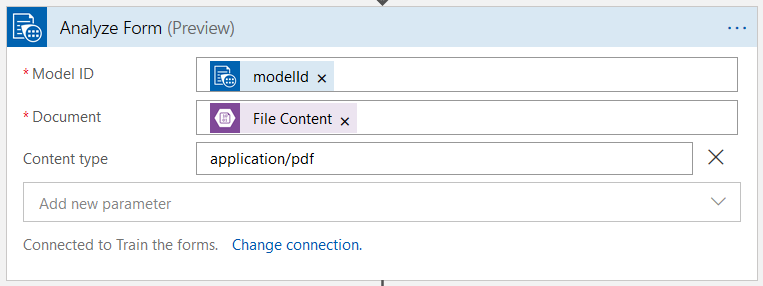 Analyze Form (Preview) ...
* Model ID modelId ×
* Document File Content ×
Content type application/pdf
Add new parameter
Connected to Train the forms. Change connection.